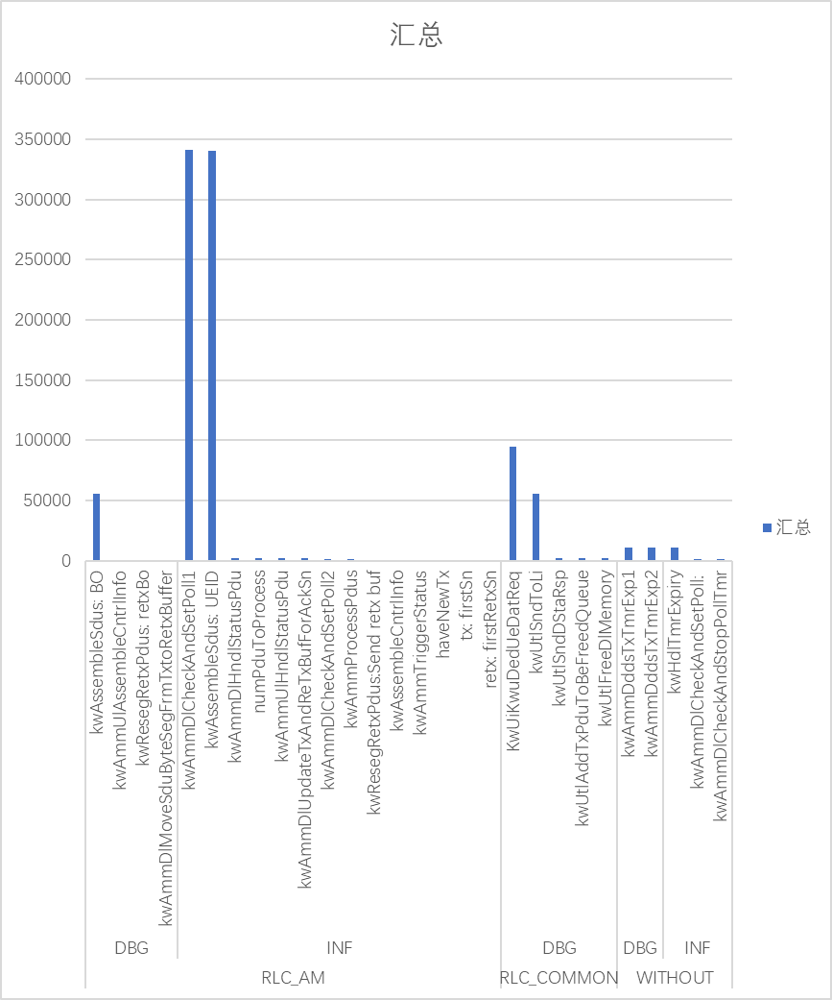 汇总
400000
350000
300000
250000
200000
150000
100000
50000
0
汇总
kwAssembleSdus: BO
kwAmmUlAssembleCntrlInfo
kwResegRetxPdus: retxBo
kwAmmDlMoveSduByteSegFrmTxtoRetxBuffer
kwAmmDlCheckAndSetPoll1
kwAssembleSdus: UEID
kwAmmDlHndlStatusPdu
numPduToProcess
kwAmmUlHndlStatusPdu
kwAmmDlUpdateTxAndReTxBufForAckSn
kwAmmDlCheckAndSetPoll2
kwAmmProcessPdus
kwResegRetxPdus:Send retx buf
kwAssembleCntrlInfo
kwAmmTriggerStatus
haveNewTx
tx: firstSn
retx: firstRetxSn
KwUiKwuDedUeDatReq
kwUtlSndToLi
kwUtlSndDStaRsp
kwUtlAddTxPduToBeFreedQueue
kwUtlFreeDlMemory
kwAmmDddsTxTmrExp1
kwAmmDddsTxTmrExp2
kwHdlTmrExpiry
kwAmmDlCheckAndSetPoll:
kwAmmDlCheckAndStopPollTmr
DBG INF DBG DBG INF
RLC_AM RLC_COMMON WITHOUT